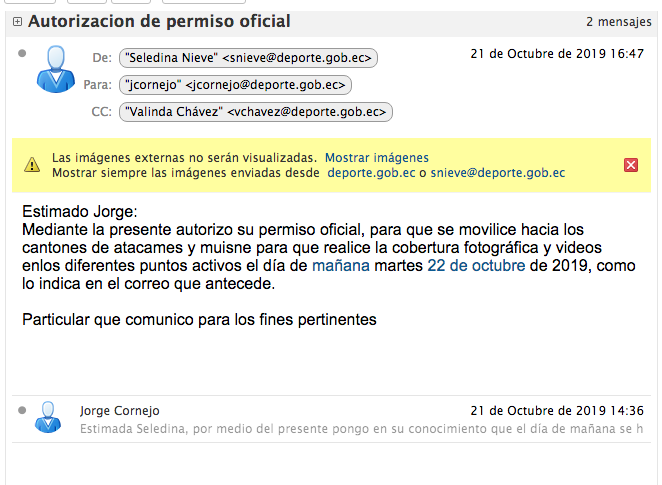 Autorizacion de permiso oficial
2 mensajes
De: "Seledina Nieve" <snieve@deporte.gob.ec>
21 de Octubre de 2019 16:47
Para: "jcornejo" <jcornejo@deporte.gob.ec>
CC: "Valinda Chávez" <vchavez@deporte.gob.ec>
Las imágenes externas no serán visualizadas. Mostrar imágenes
Mostrar siempre las imágenes enviadas desde deporte.gob.ec o snieve@deporte.gob.ec
Estimado Jorge:
Mediante la presente autorizo su permiso oficial, para que se movilice hacia los
cantones de atacames y muisne para que realice la cobertura fotográfica y videos
enlos diferentes puntos activos el día de mañana martes 22 de octubre de 2019, como
lo indica en el correo que antecede.
Particular que comunico para los fines pertinentes
Jorge Cornejo
21 de Octubre de 2019 14:36
Estimada Seledina, por medio del presente pongo en su conocimiento que el día de mañana se h